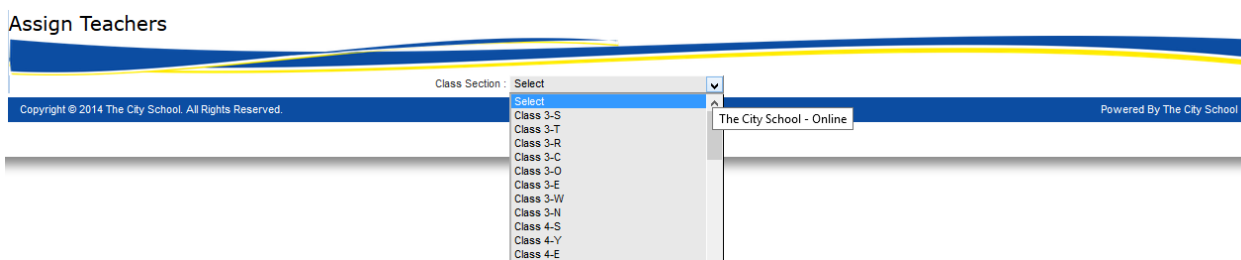 Assign Teachers
Class Section : Select
Select
Copyright © 2014 The City School. All Rights Reserved.
Powered By The City School
The City School - Online
Class 3-S
Class 3-T
Class 3-R
Class 3-C
Class 3-O
Class 3-E
Class 3-W
Class 3-N
Class 4-S
Class 4-Y
Class 4-E